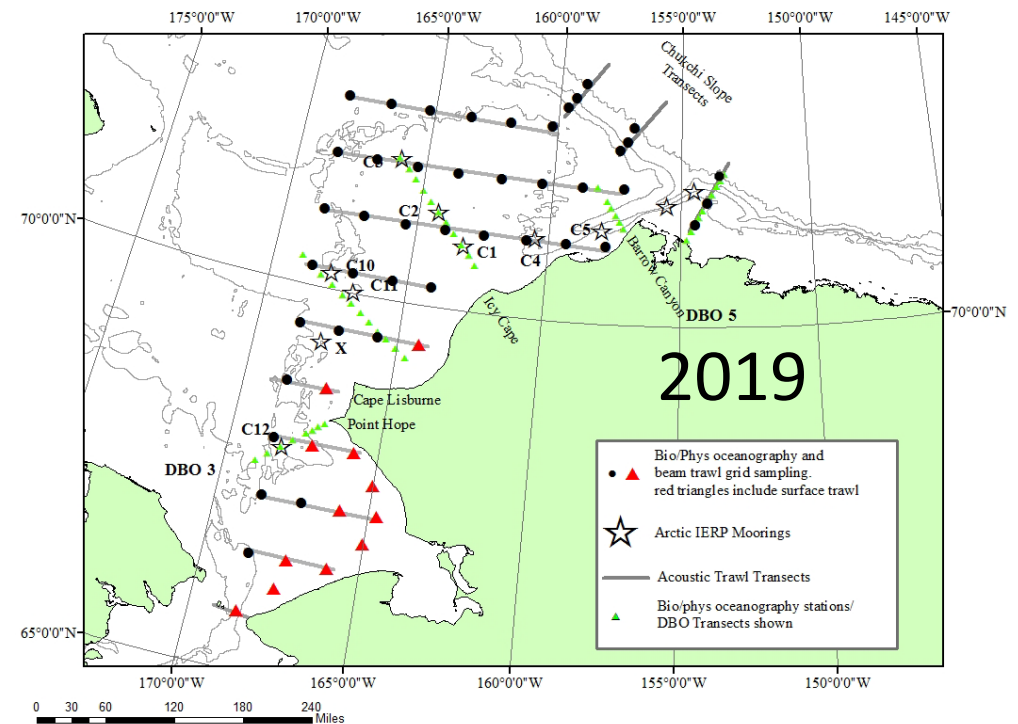 175°0'0"W
170°0'0"W
165°0'0"W
160°0'0"W
155°0'0"W
145°0'0"W
Chukchi Slope
Transects
C3
C2
C1
C4
C5
70°0'0"N
C10
C11
X
Icy Cape
Barrow Canyon
DBO 5
70°0'0"N
2019
Cape Lisburne
Point Hope
C12
DBO 3
Bio/Phys oceanography and
beam trawl grid sampling.
red triangles include surface trawl
Arctic IERP Moorings
Acoustic Trawl Transects
Bio/phys oceanography stations/
DBO Transects shown
65°0'0"N
170°0'0"W
165°0'0"W
160°0'0"W
155°0'0"W
150°0'0"W
0 30 60 120 180 240
Miles